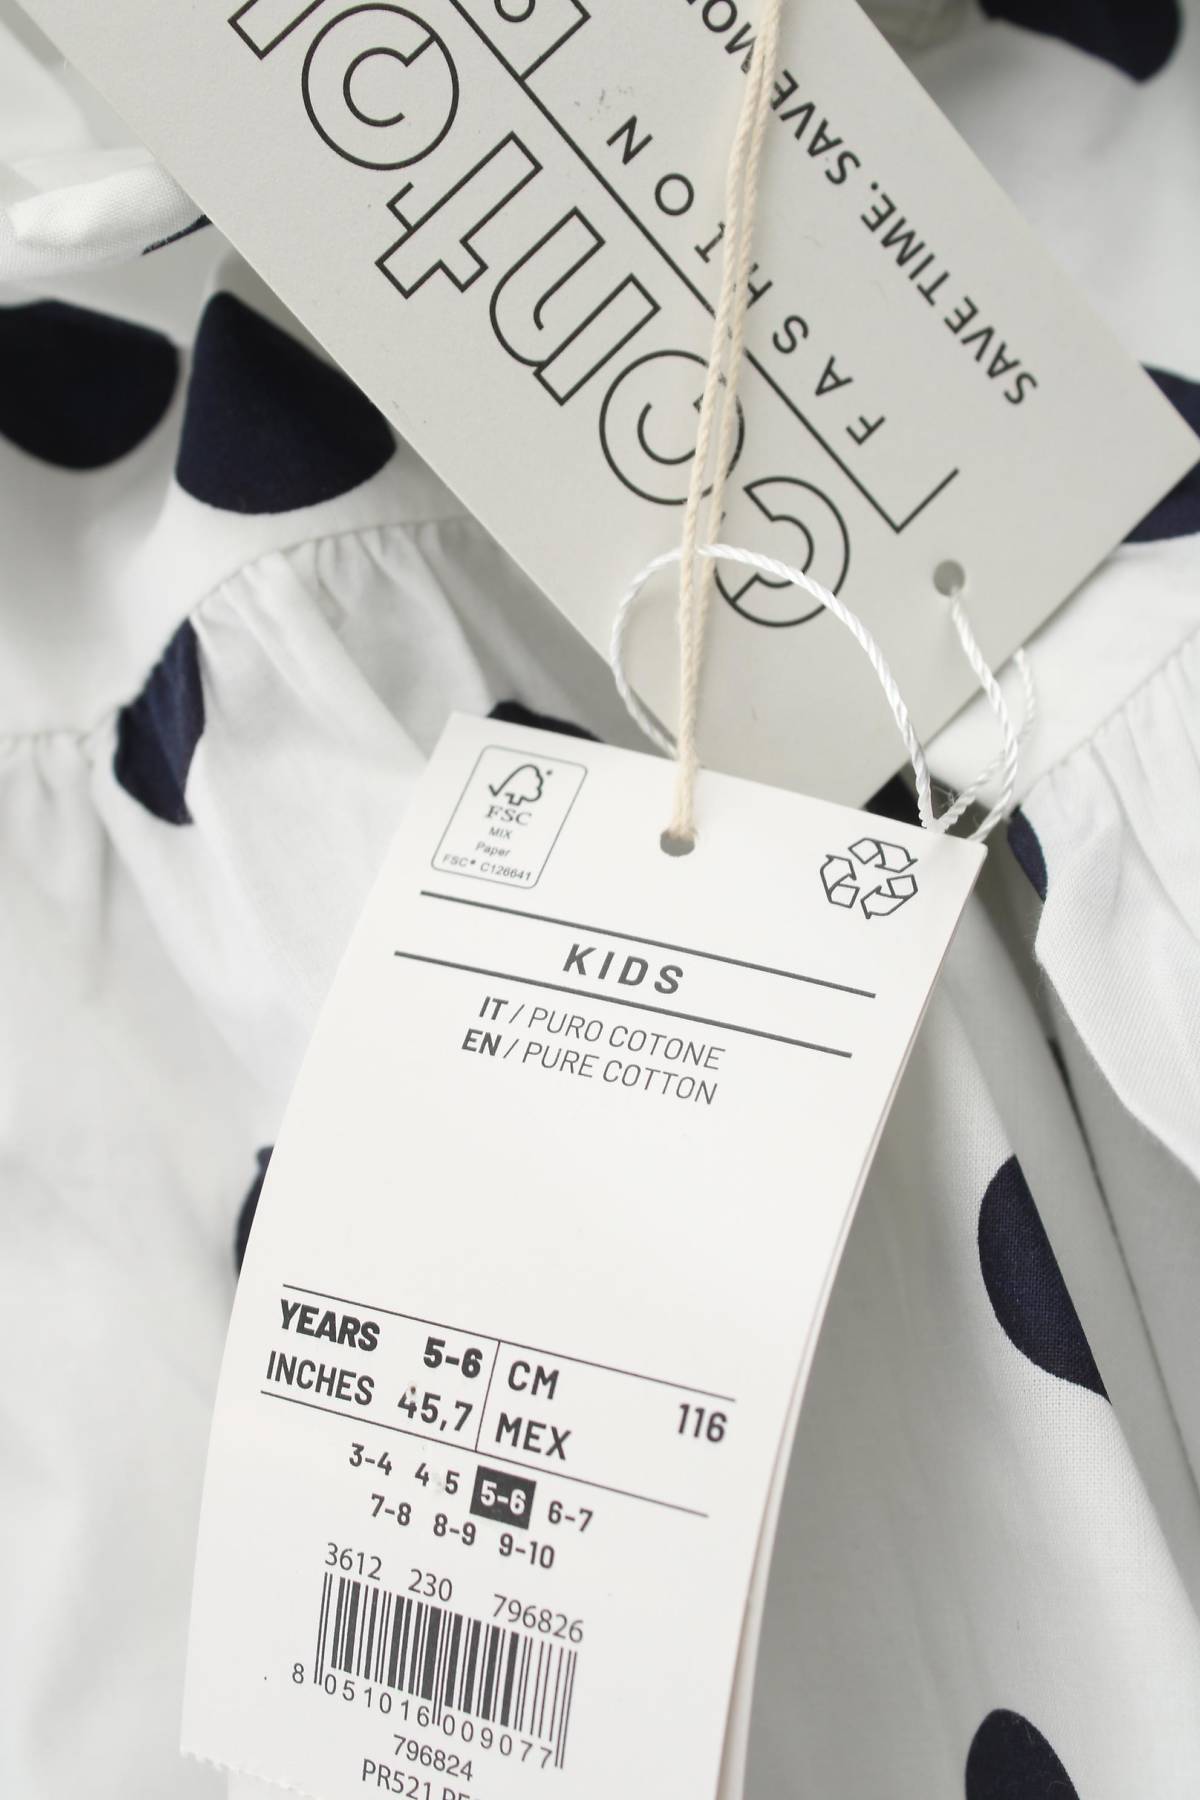 SAVE TIME. SAVE
FASHION
FSC
MIX
Paper
FSC® C126641
KIDS
IT / PURO COTONE
EN / PURE COTTON
YEARS 5-6 CM 116
INCHES 45,7 MEX
3-4 4 5 5-6 6-7
7-8 8-9 9-10
3612 230 796826
8 051016 009077
796824
PR521